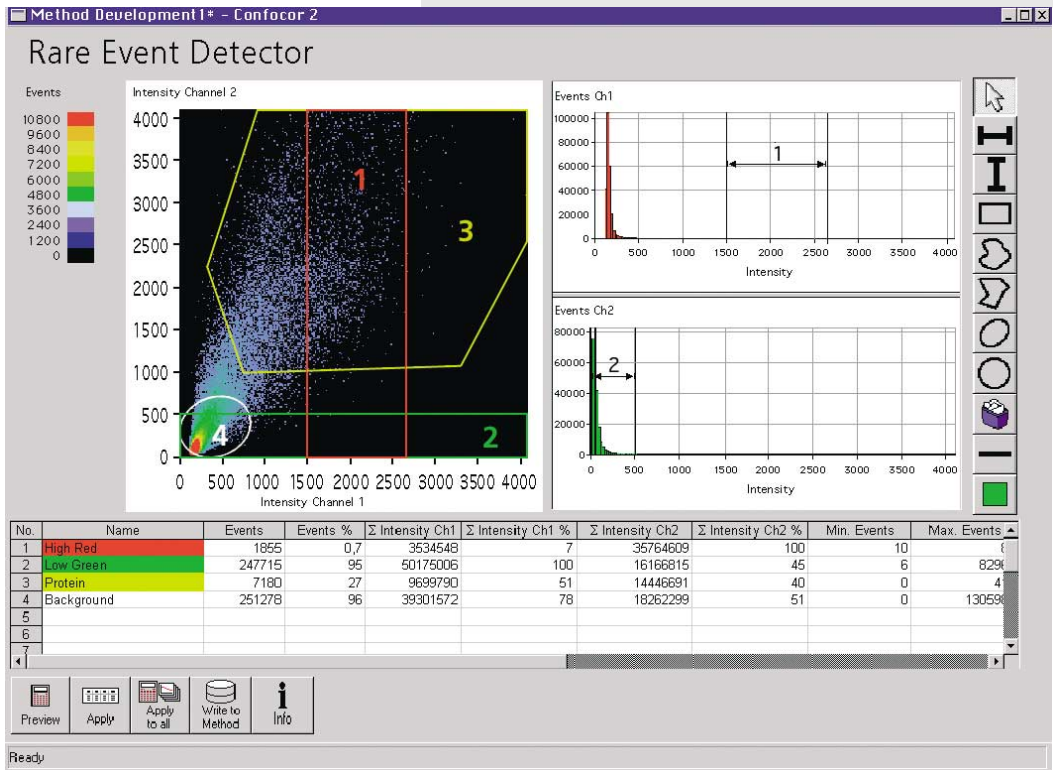 Method Development1* - Confocor 2
Rare Event Detector
Events
10800
9600
8400
7200
6000
4800
3600
2400
1200
0
Intensity Channel 2
4000
3500
3000
2500
2000
1500
1000
500
0
1
3
2
4
0 500 1000 1500 2000 2500 3000 3500 4000
Intensity Channel 1
Events Ch1
100000
80000
60000
40000
20000
0
1
0 500 1000 1500 2000 2500 3000 3500 4000
Intensity
Events Ch2
80000
60000
40000
20000
0
2
0 500 1000 1500 2000 2500 3000 3500 4000
Intensity
No. Name Events Events % Σ Intensity Ch1 Σ Intensity Ch1 % Σ Intensity Ch2 Σ Intensity Ch2 % Min. Events Max. Events
1 High Red 1855 0,7 3534548 7 35764609 100 10
2 Low Green 247715 95 50175006 100 16166815 45 6 8296
3 Protein 7180 27 9699790 51 14446691 40 0
4 Background 251278 96 39301572 78 18262299 51 0 130598
5
6
7
Preview
Apply
Apply to all
Write to Method
i Info
Ready